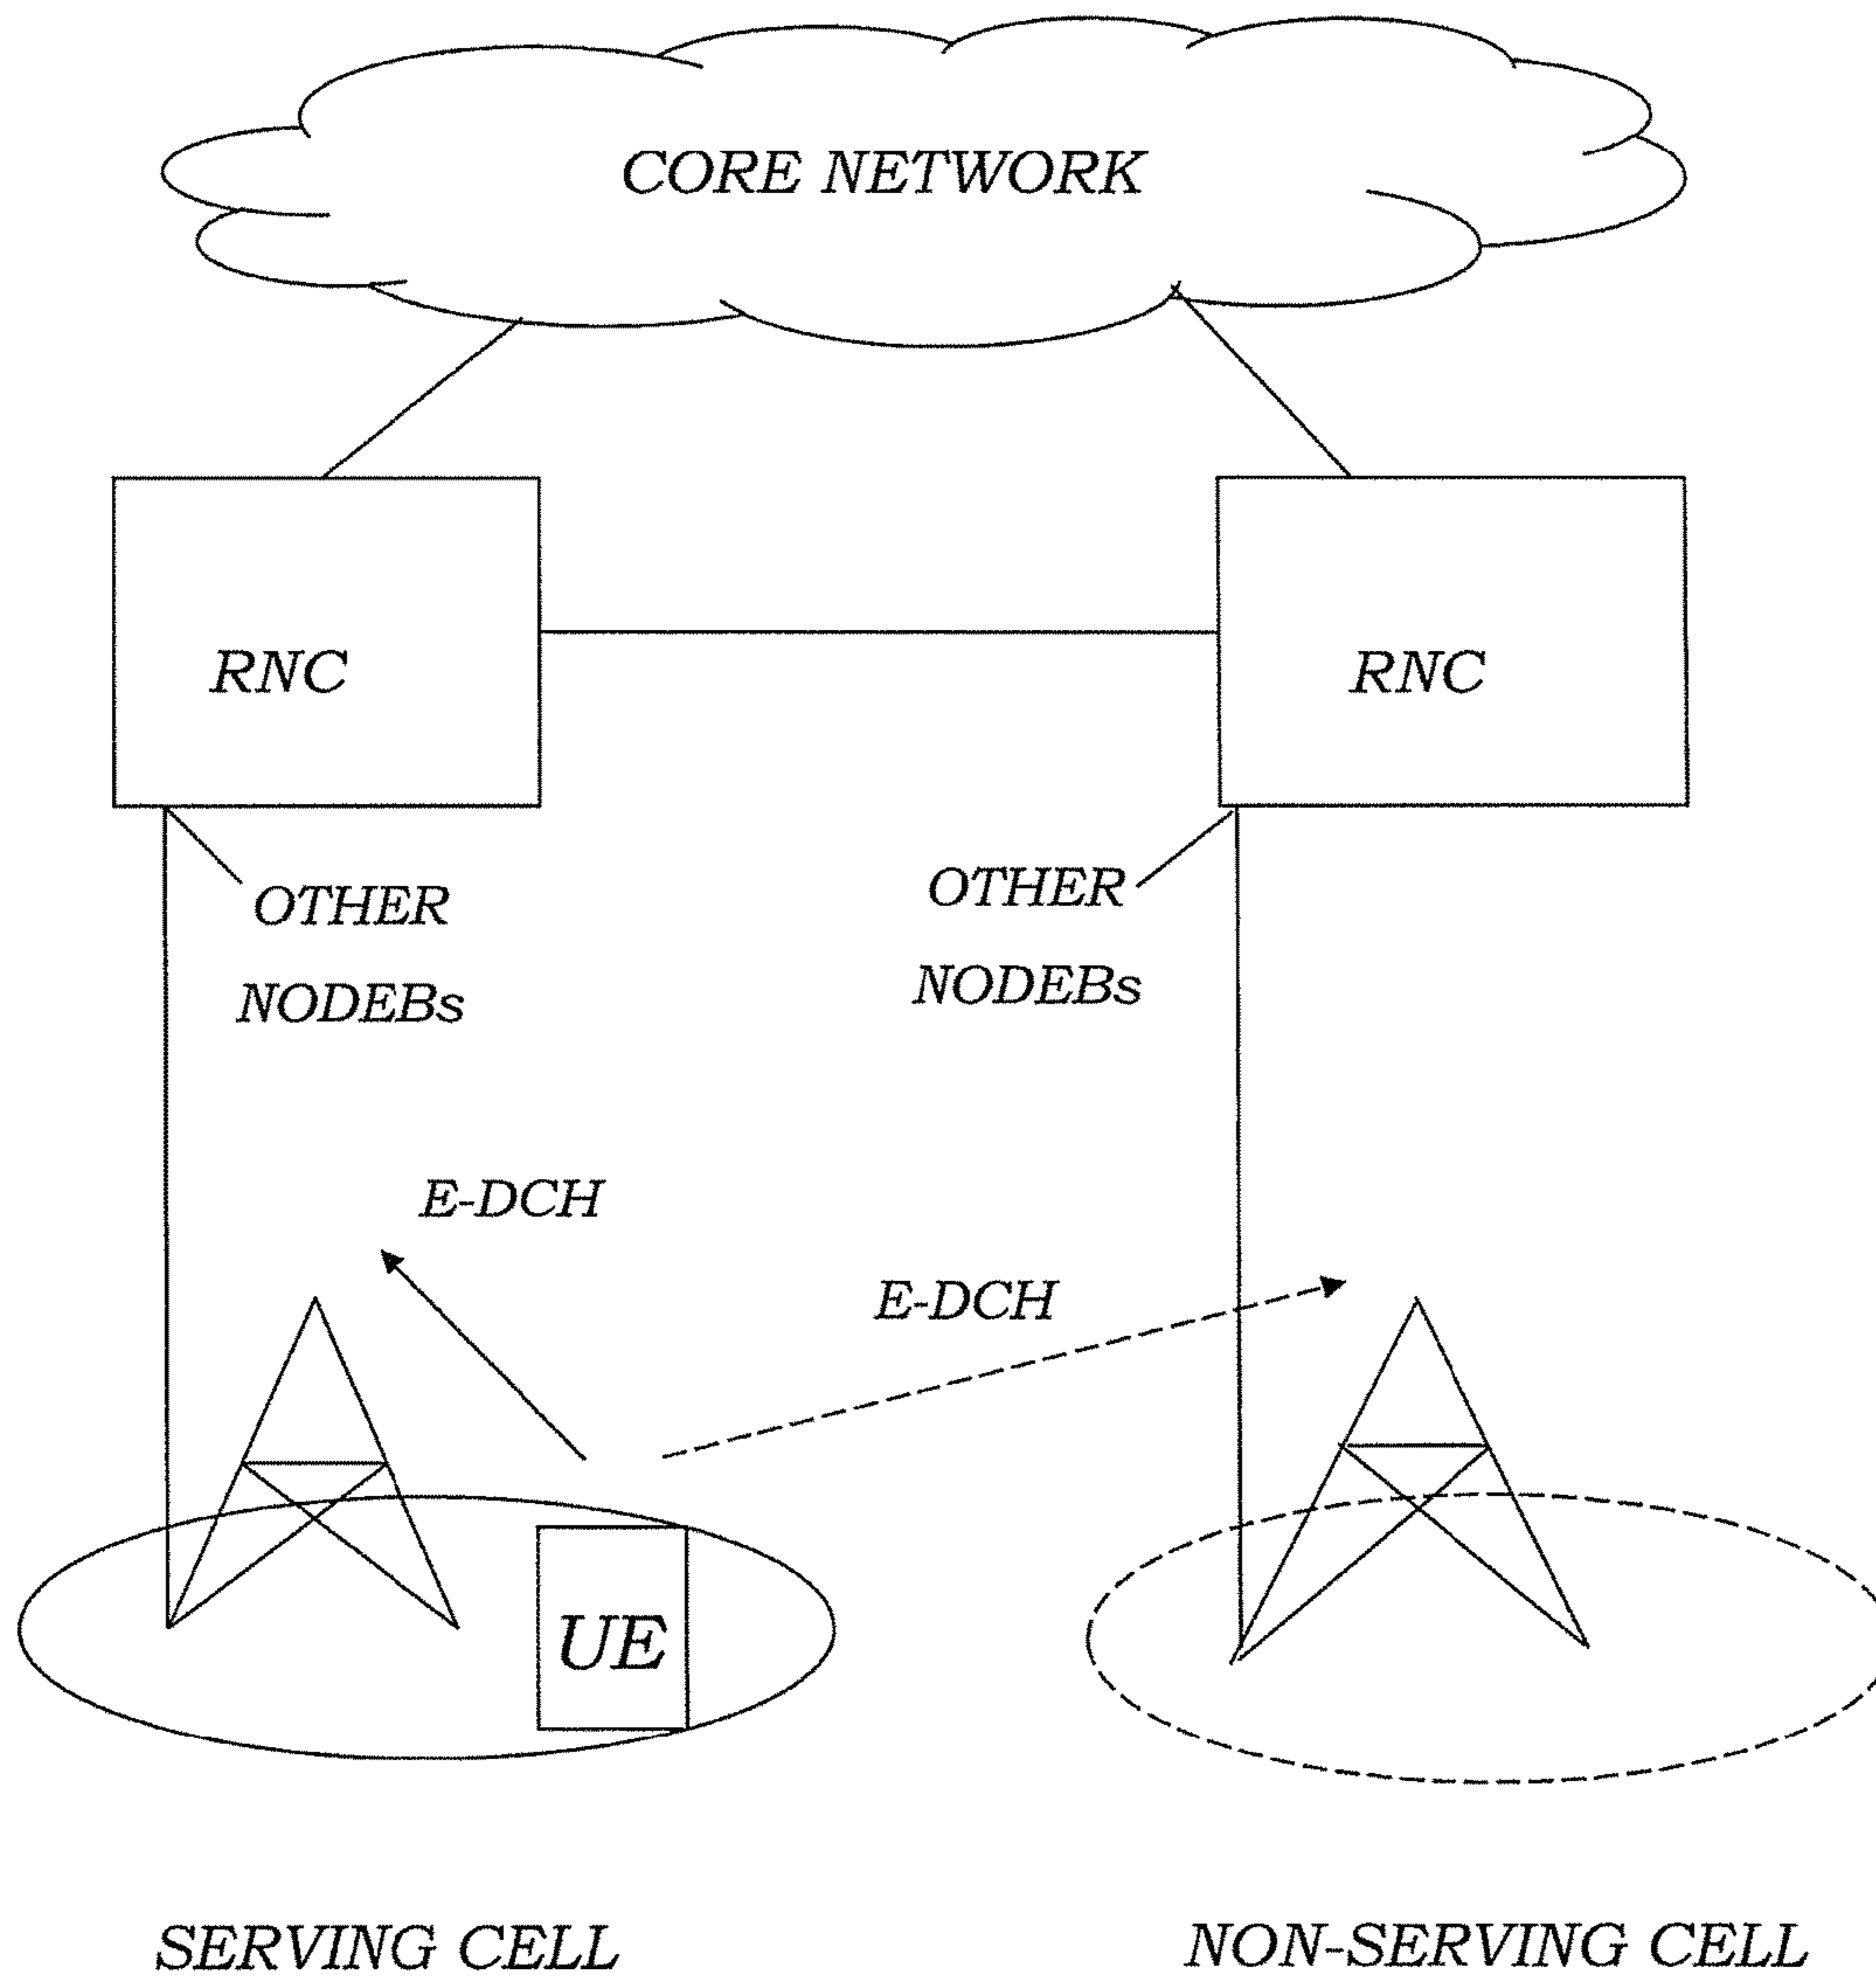 CORE NETWORK
RNC
RNC
OTHER
NODEBs
OTHER
NODEBs
E-DCH
E-DCH
UE
SERVING CELL
NON-SERVING CELL